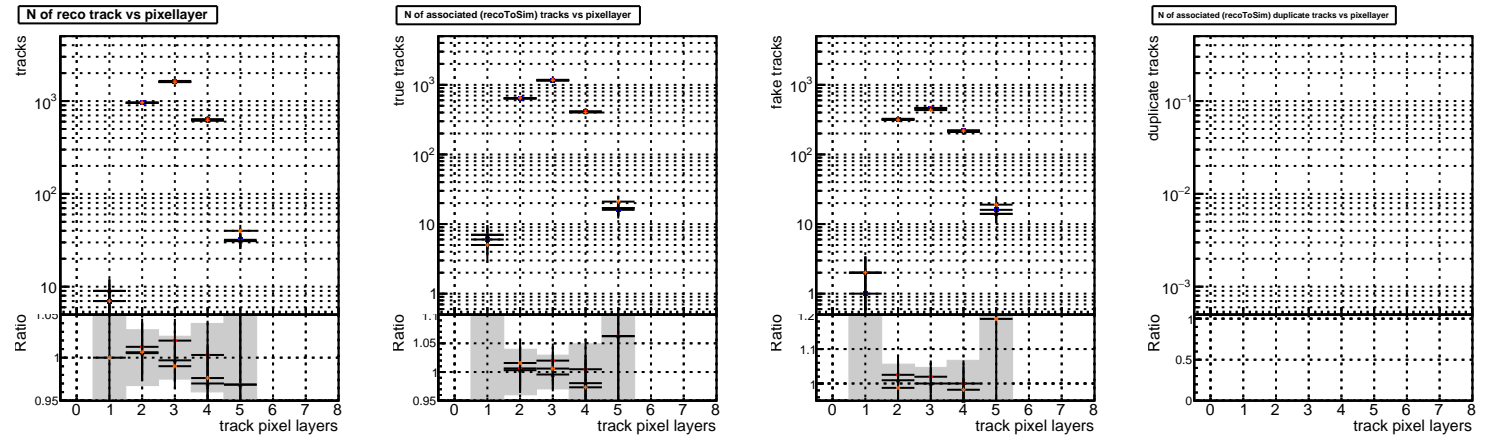 N of reco track vs pixellayer
tracks
10³
10²
10
Ratio
1.05
1
0.95
0 1 2 3 4 5 6 7 8
track pixel layers
N of associated (recoToSim) tracks vs pixellayer
true tracks
10³
10²
10
1
Ratio
1.1
1.05
1
0.95
0 1 2 3 4 5 6 7 8
track pixel layers
N of associated (recoToSim) tracks vs pixellayer
fake tracks
10³
10²
10
1
Ratio
1.2
1.1
1
0 1 2 3 4 5 6 7 8
track pixel layers
N of associated (recoToSim) duplicate tracks vs pixellayer
duplicate tracks
10⁻¹
10⁻²
10⁻³
Ratio
1
0.5
0
0 1 2 3 4 5 6 7 8
track pixel layers